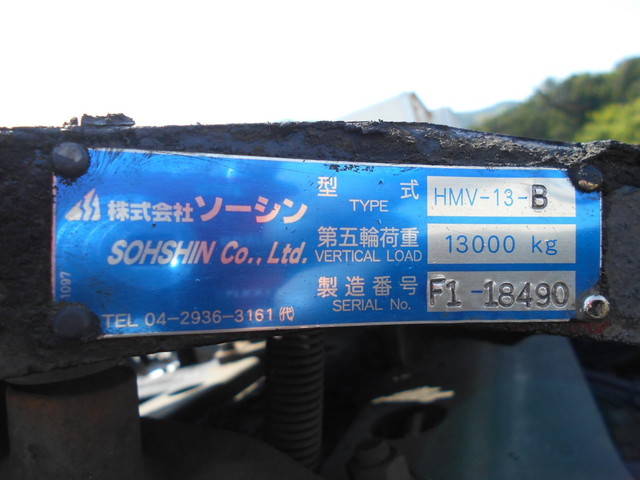 株式会社ソーシン
SOHSHIN Co., Ltd.
TEL 04-2936-3161(代)
1097
型 式 HMV-13-B
TYPE
第五輪荷重 13000 kg
VERTICAL LOAD
製造番号 F1-18490
SERIAL No.